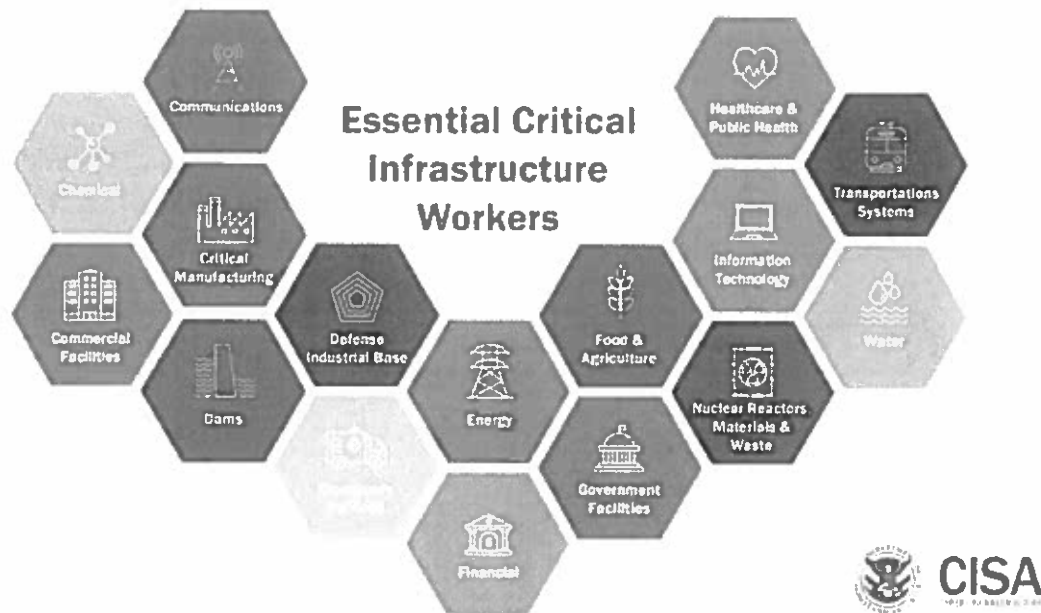 Communications
Essential Critical
Infrastructure
Workers
Healthcare &
Public Health
Chemical
Transportations
Systems
Critical
Manufacturing
Information
Technology
Commercial
Facilities
Defense
Industrial Base
Food &
Agriculture
Water
Dams
Energy
Nuclear Reactors
Materials &
Waste
Government
Facilities
Financial
CISA